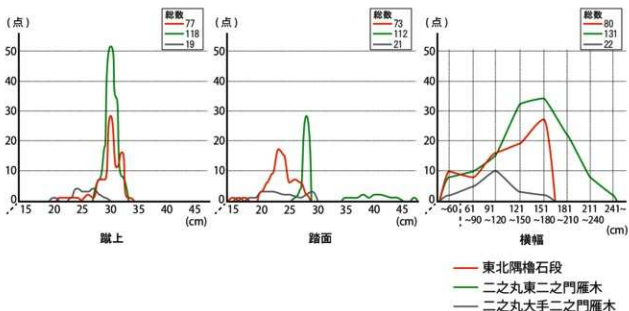 (点)
総数
77
118
19
50
40
30
20
10
0
15 20 25 30 35 40 45
(cm)
蹴上
(点)
総数
73
112
21
50
40
30
20
10
0
15 20 25 30 35 40 45
(cm)
踏面
(点)
総数
80
131
22
50
40
30
20
10
0
~60 61 91 121 151 181 211 241~
~90 ~120 ~150 ~180 ~210 ~240
(cm)
横幅
東北隅櫓石段
二之丸東二之門雁木
二之丸大手二之門雁木